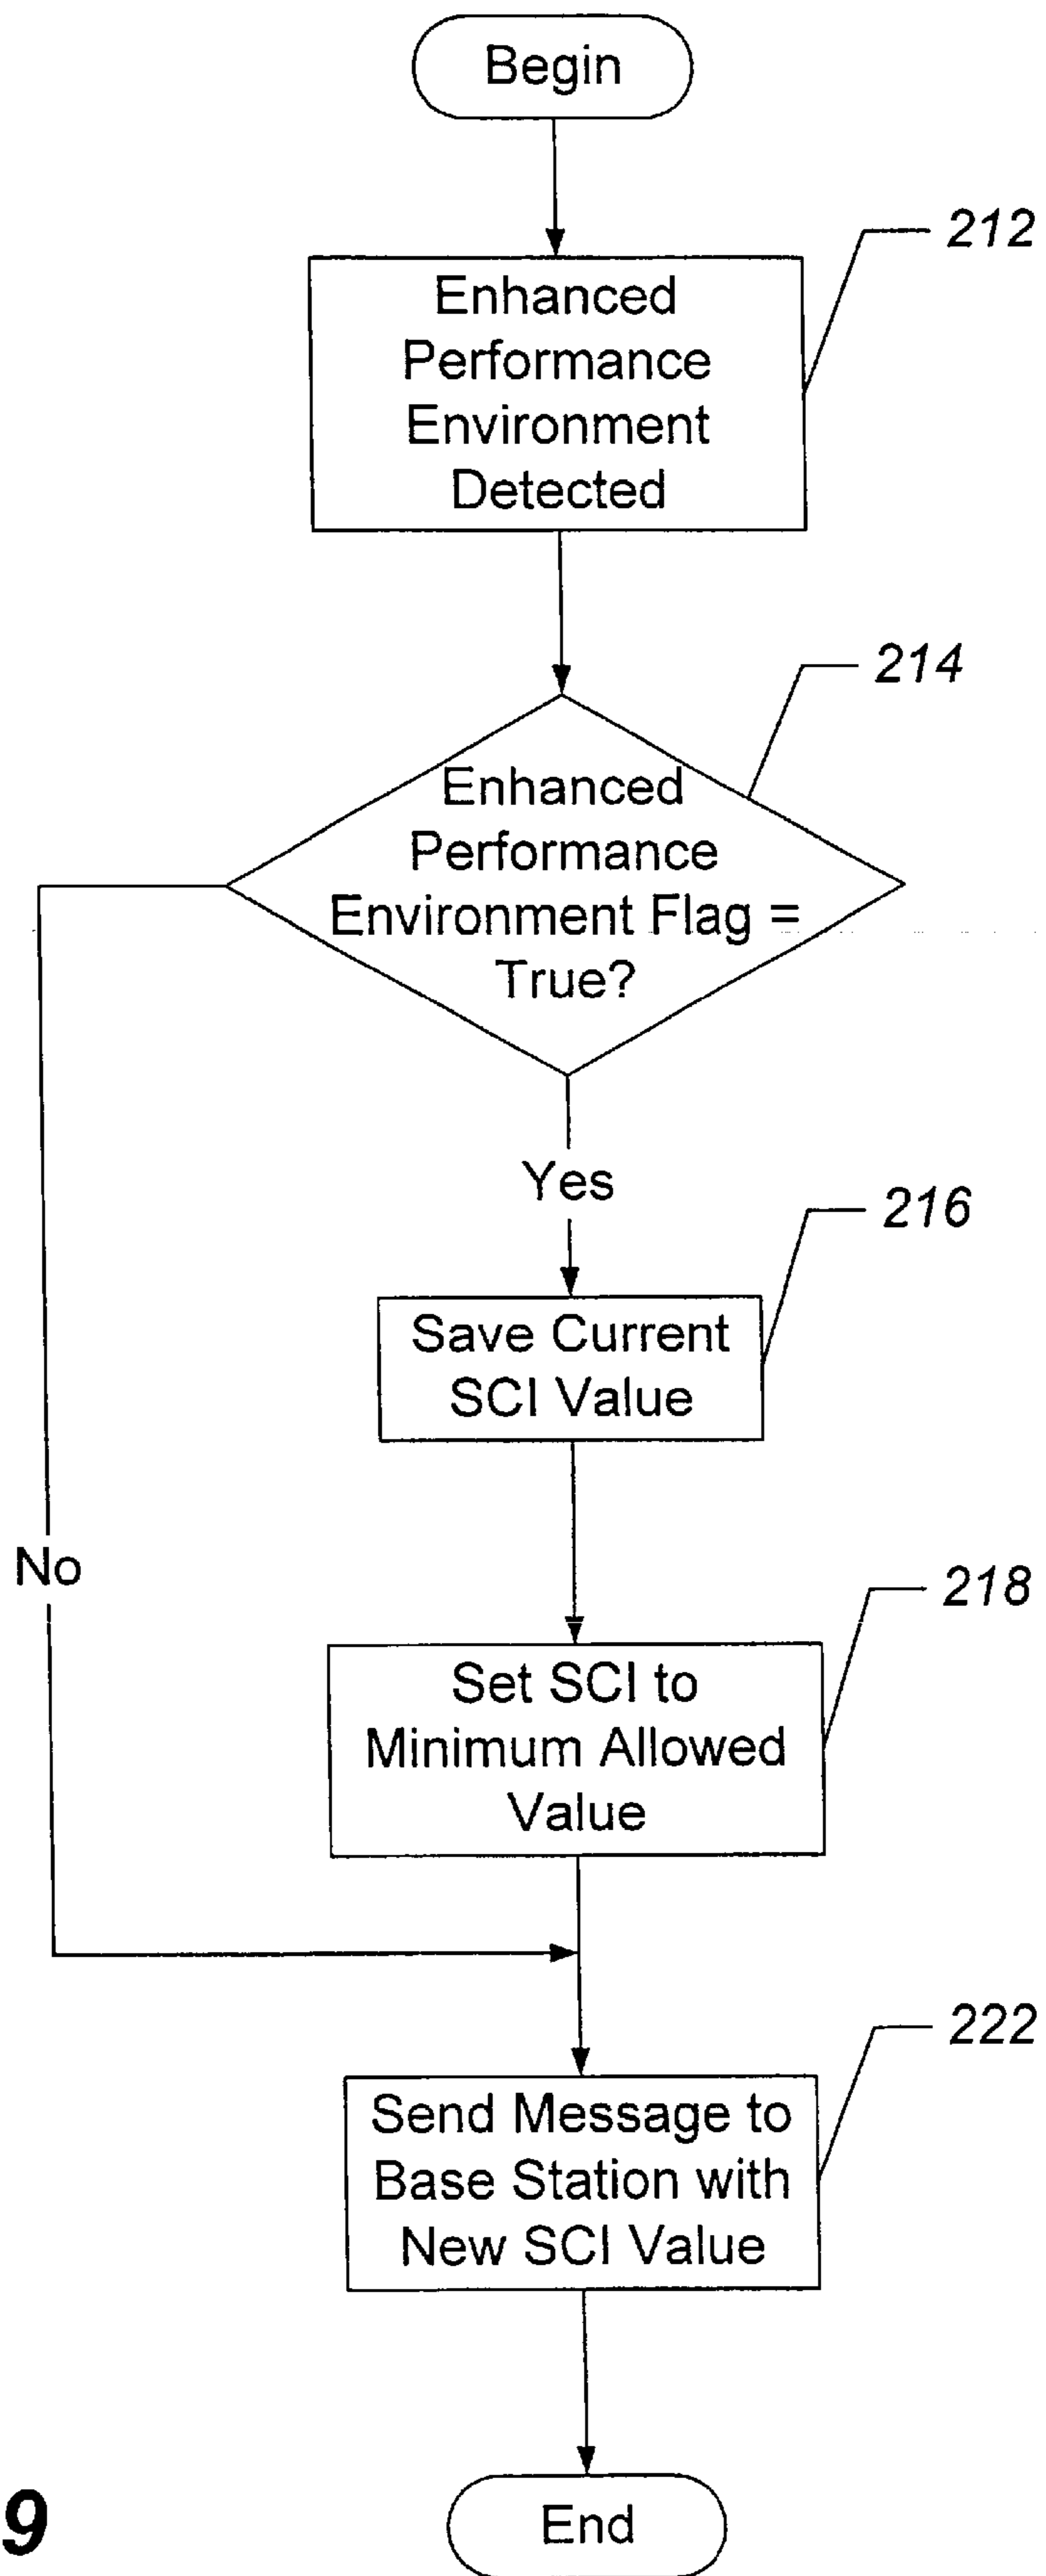 Begin
212
Enhanced
Performance
Environment
Detected
214
Enhanced
Performance
Environment Flag =
True?
Yes
216
Save Current
SCI Value
No
218
Set SCI to
Minimum Allowed
Value
222
Send Message to
Base Station with
New SCI Value
End
9